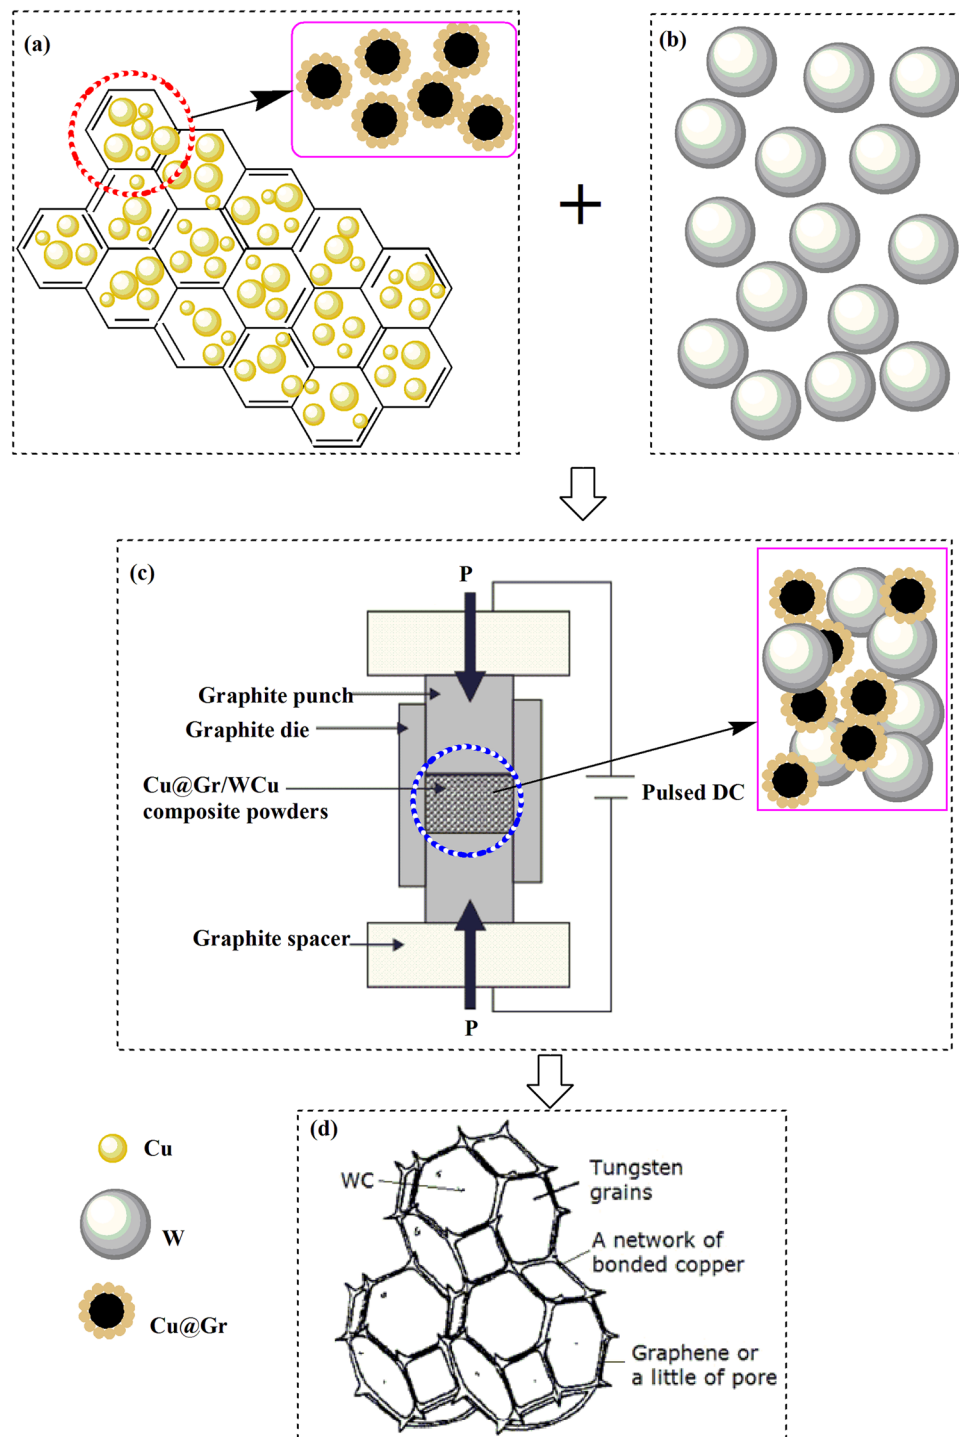 (a)
+
(b)
(c)
P
Graphite punch
Graphite die
Cu@Gr/WCu
composite powders
Pulsed DC
Graphite spacer
P
(d)
Cu
W
Cu@Gr
WC
Tungsten
grains
A network of
bonded copper
Graphene or
a little of pore